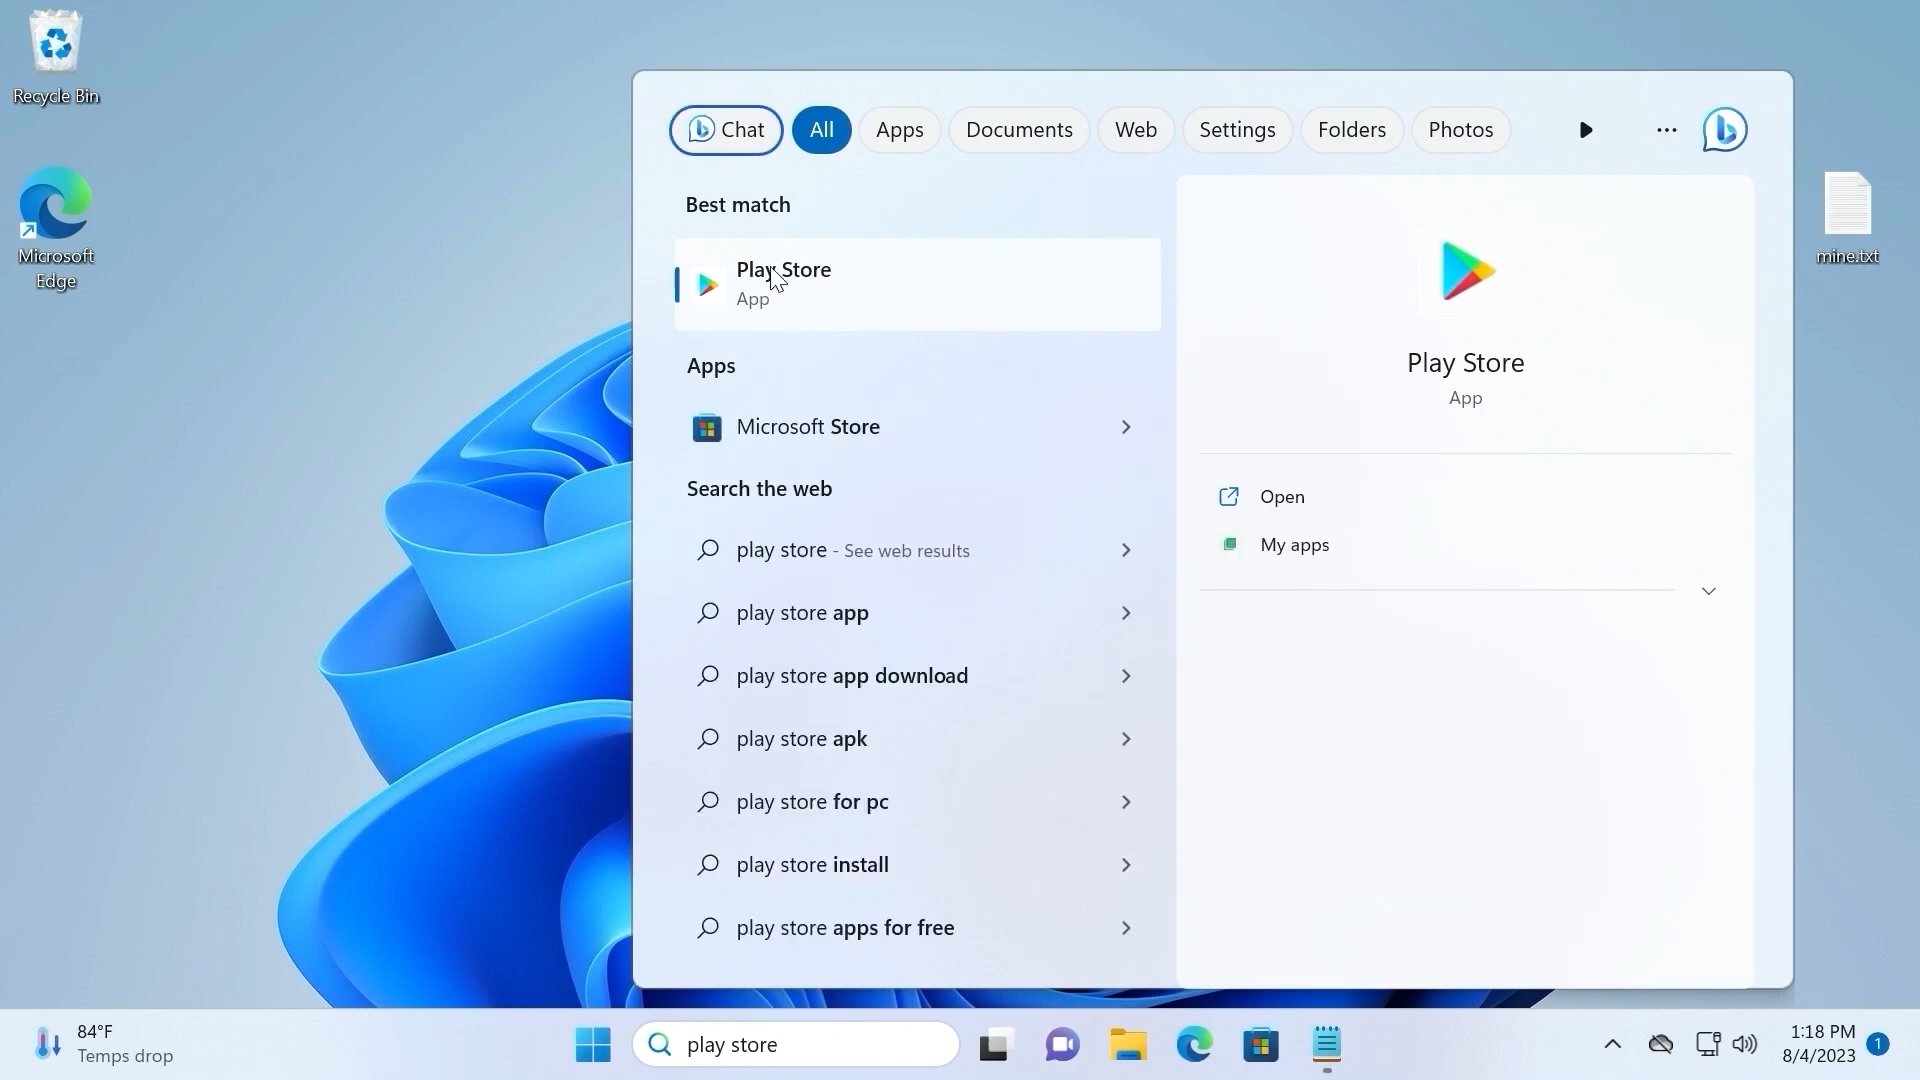 Recycle Bin
Microsoft
Edge
mine.txt
Chat
All
Apps
Documents
Web
Settings
Folders
Photos
Best match
Play Store
App
Apps
Microsoft Store
Search the web
play store - See web results
play store app
play store app download
play store apk
play store for pc
play store install
play store apps for free
Play Store
App
Open
My apps
84°F
Temps drop
play store
1:18 PM
8/4/2023
1